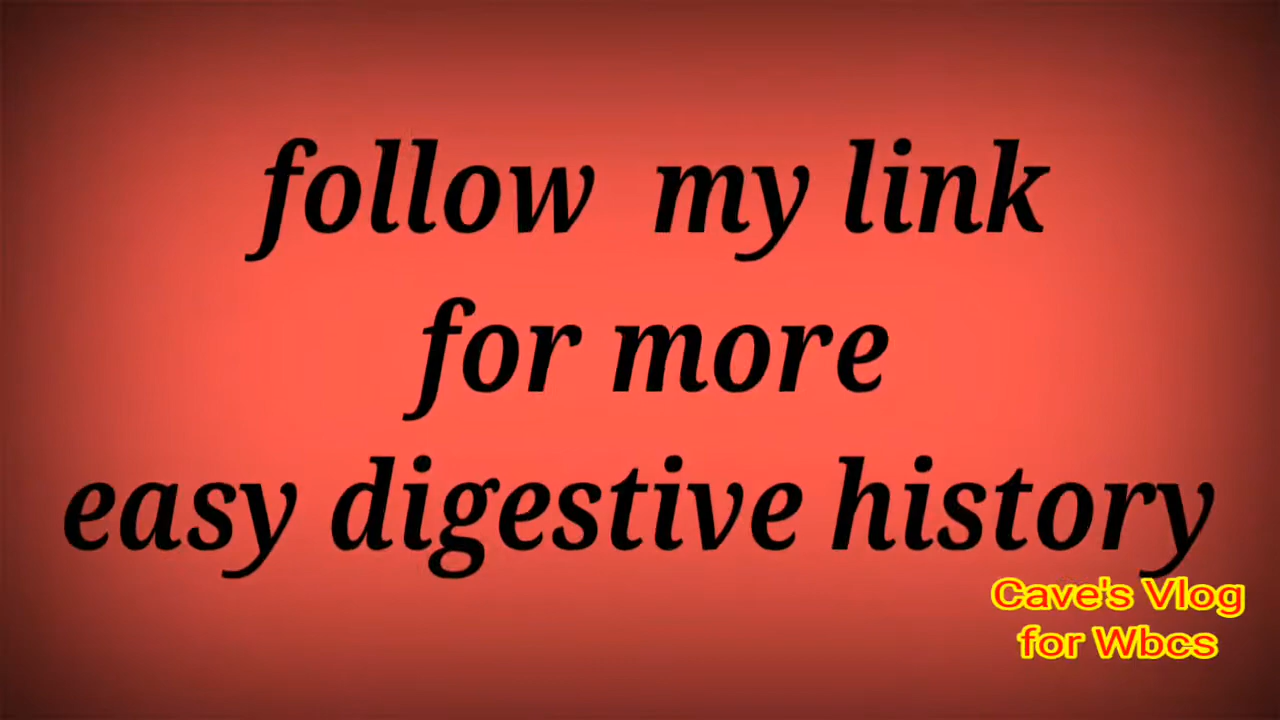 follow my link
for more
easy digestive history
Cave's Vlog
for Wbcs